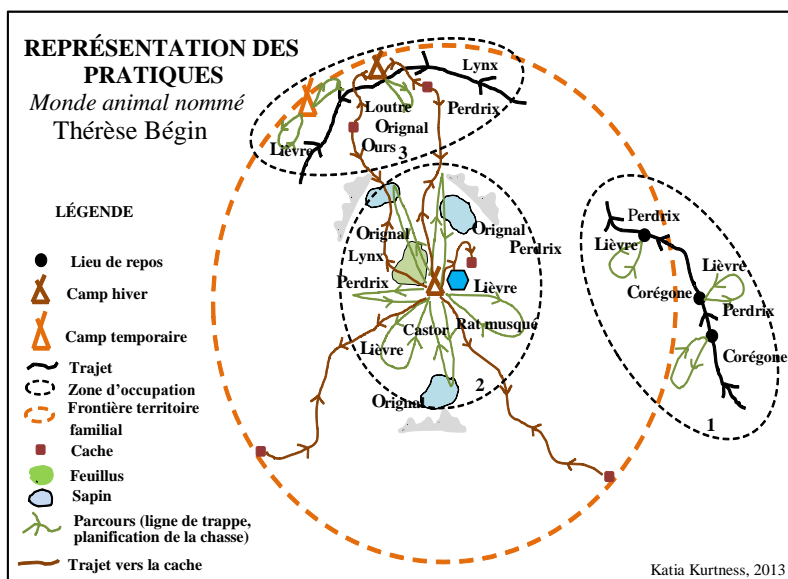 REPRÉSENTATION DES
PRATIQUES
Monde animal nommé
Thérèse Bégin
LÉGENDE
Lieu de repos
Camp hiver
Camp temporaire
Trajet
Zone d'occupation
Frontière territoire
familial
Cache
Feuillus
Sapin
Parcours (ligne de trappe,
planification de la chasse)
Trajet vers la cache
Lynx
Loutre
Perdrix
Orignal
Ours
Lièvre
3
Orignal
Orignal
Lynx
Perdrix
Perdrix
Lièvre
Castor
Rat musqué
Lièvre
Orignal
2
Perdrix
Lièvre
Lièvre
Corégone
Perdrix
Corégone
1
Katia Kurtness, 2013